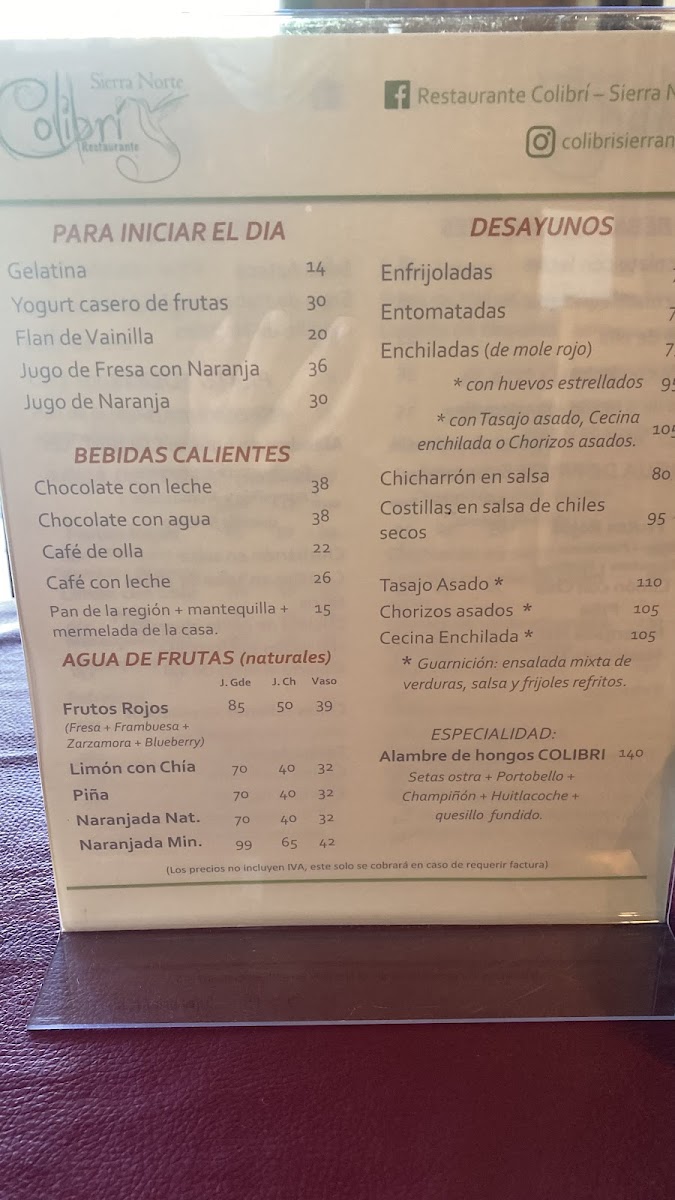 Sierra Norte
Colibrí
Restaurante
Restaurante Colibrí – Sierra
colibrisierran
PARA INICIAR EL DIA
Gelatina 14
Yogurt casero de frutas 30
Flan de Vainilla 20
Jugo de Fresa con Naranja 36
Jugo de Naranja 30
BEBIDAS CALIENTES
Chocolate con leche 38
Chocolate con agua 38
Café de olla 22
Café con leche 26
Pan de la región + mantequilla + 15
mermelada de la casa.
AGUA DE FRUTAS (naturales)
J. Gde J. Ch Vaso
Frutos Rojos 85 50 39
(Fresa + Frambuesa +
Zarzamora + Blueberry)
Limón con Chía 70 40 32
Piña 70 40 32
Naranjada Nat. 70 40 32
Naranjada Min. 99 65 42
DESAYUNOS
Enfrijoladas
Entomatadas
Enchiladas (de mole rojo)
* con huevos estrellados 95
* con Tasajo asado, Cecina
enchilada o Chorizos asados. 105
Chicharrón en salsa 80
Costillas en salsa de chiles
secos 95
Tasajo Asado * 110
Chorizos asados * 105
Cecina Enchilada * 105
* Guarnición: ensalada mixta de
verduras, salsa y frijoles refritos.
ESPECIALIDAD:
Alambre de hongos COLIBRI 140
Setas ostra + Portobello +
Champiñón + Huitlacoche +
quesillo fundido.
(Los precios no incluyen IVA, este solo se cobrará en caso de requerir factura)